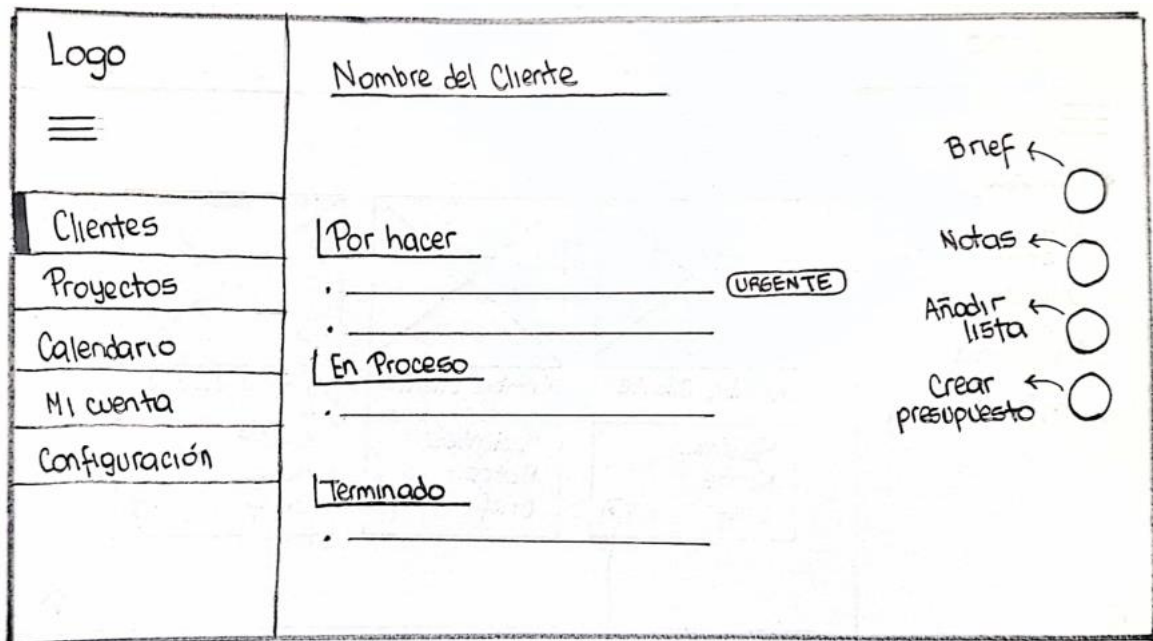 Logo
Nombre del Cliente
Clientes
Proyectos
Calendario
Mi cuenta
Configuración
Por hacer
URGENTE
En Proceso
Terminado
Brief
Notas
Añadir
lista
Crear
presupuesto